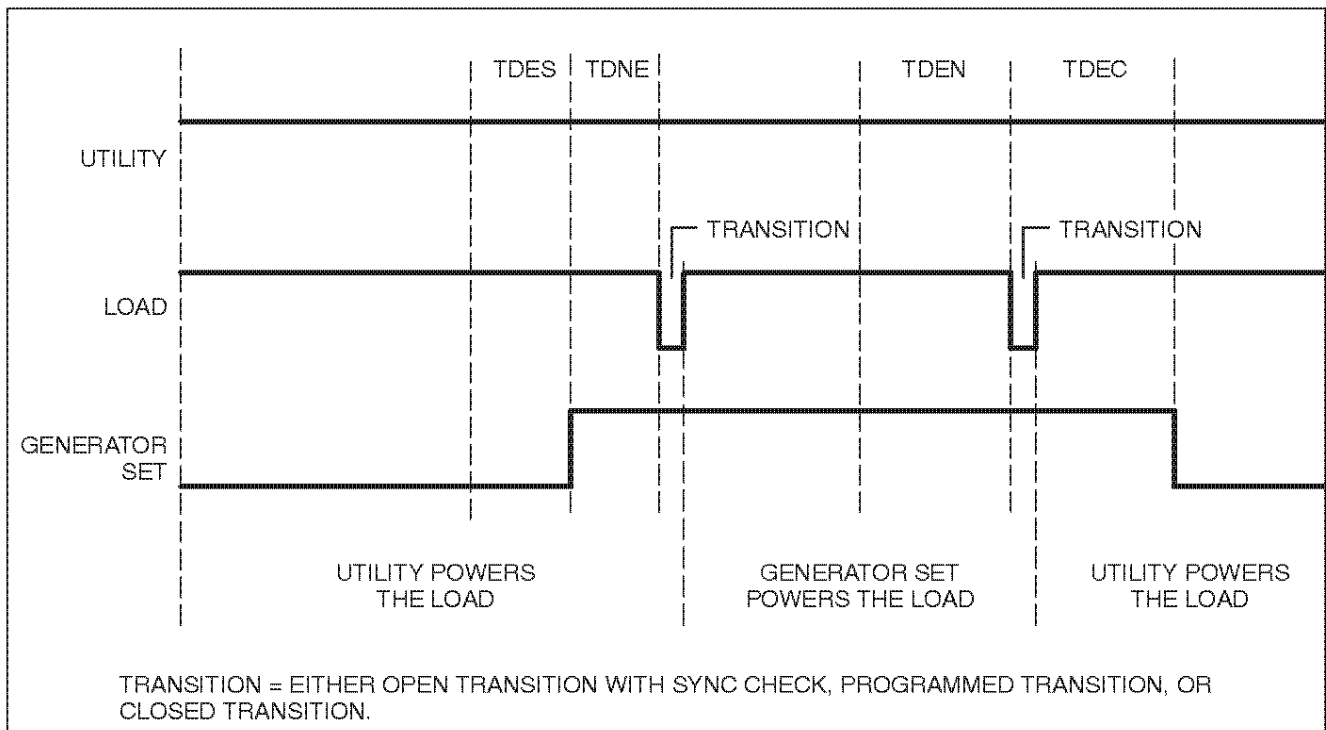 TDES TDNE TDEN TDEC
UTILITY
TRANSITION TRANSITION
LOAD
GENERATOR
SET
UTILITY POWERS
THE LOAD
GENERATOR SET
POWERS THE LOAD
UTILITY POWERS
THE LOAD
TRANSITION = EITHER OPEN TRANSITION WITH SYNC CHECK, PROGRAMMED TRANSITION, OR
CLOSED TRANSITION.